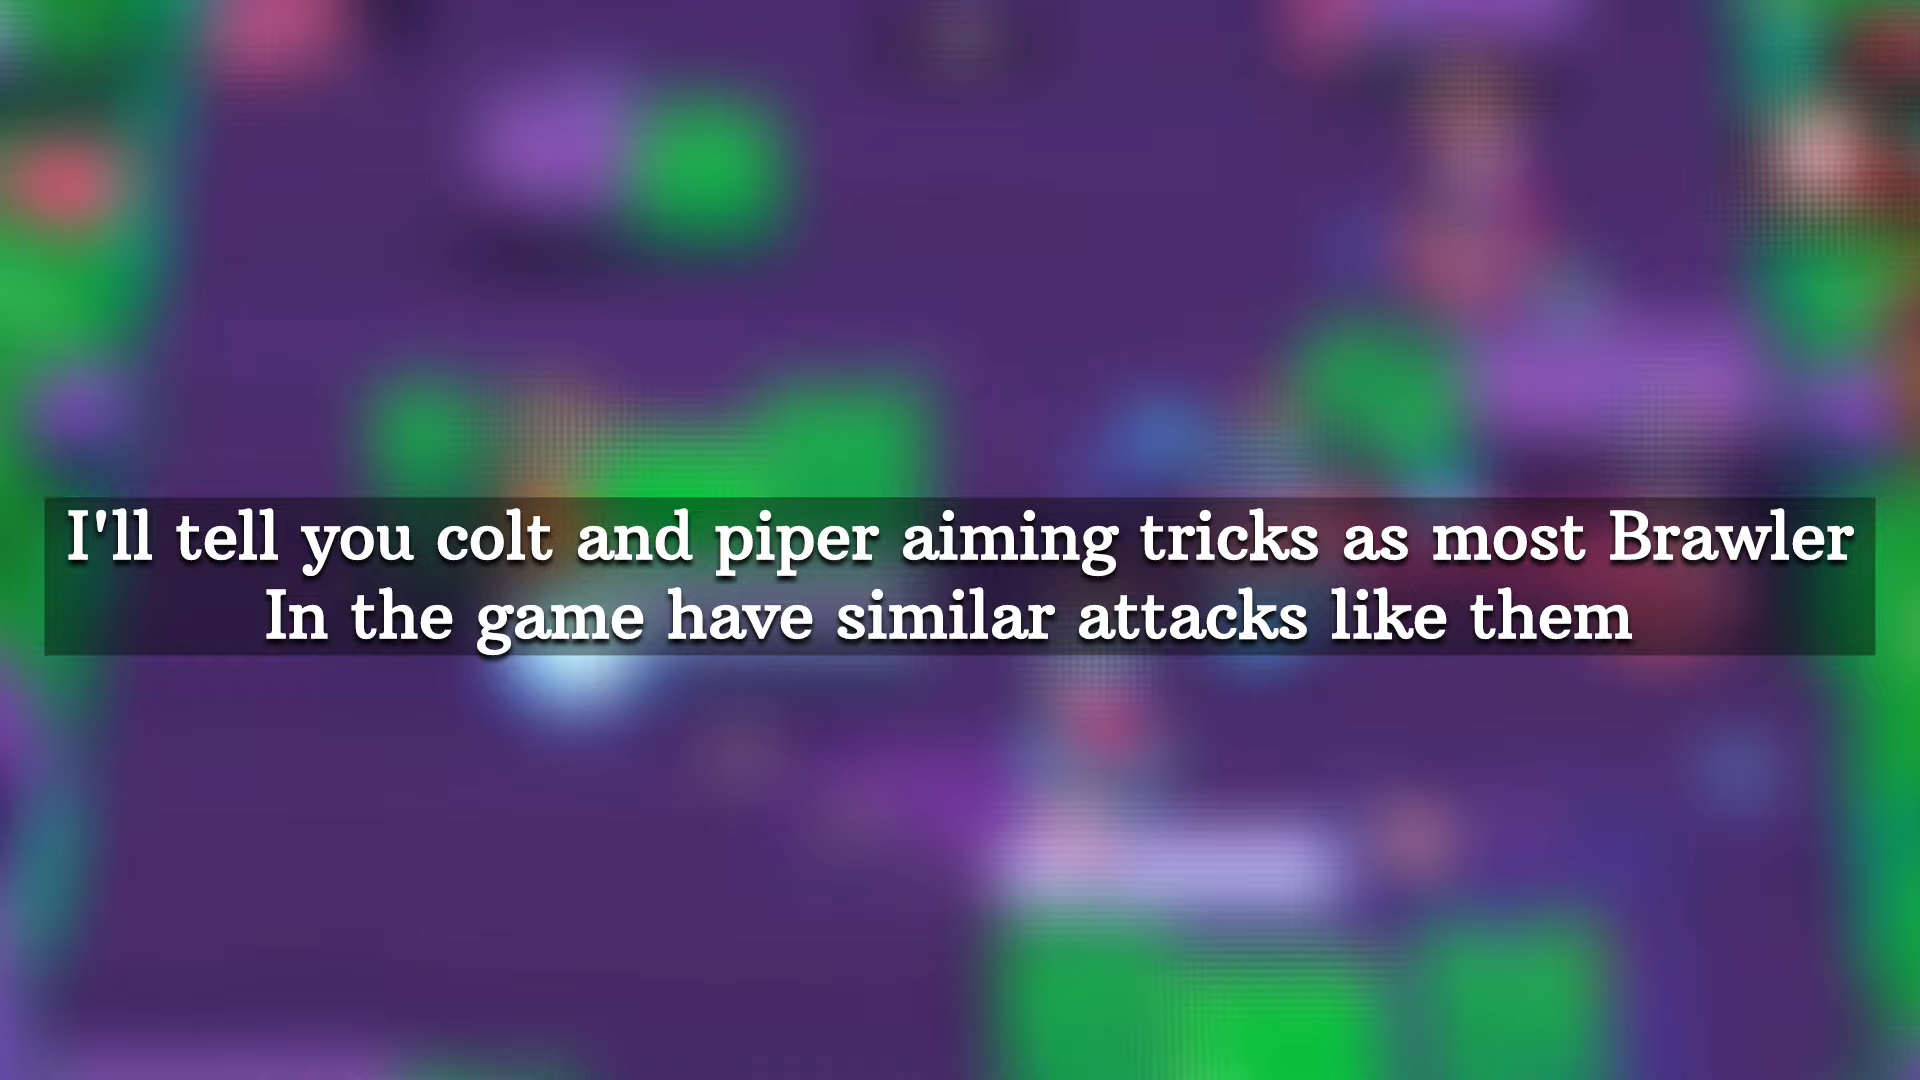 I'll tell you colt and piper aiming tricks as most Brawler
In the game have similar attacks like them